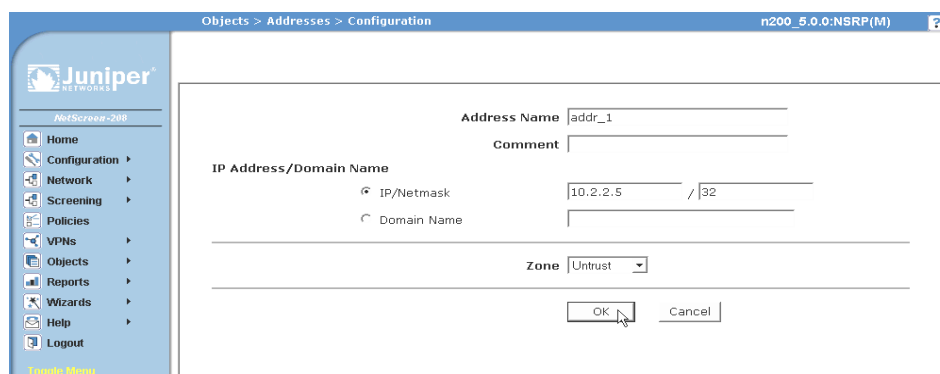 Objects > Addresses > Configuration n200_5.0.0:NSRP(M) ?
Juniper
NETWORKS
NetScreen-200
Home
Configuration
Network
Screening
Policies
VPNs
Objects
Reports
Wizards
Help
Logout
Toggle Menu
Address Name addr_1
Comment
IP Address/Domain Name
IP/Netmask 10.2.2.5 / 32
Domain Name
Zone Untrust
OK Cancel